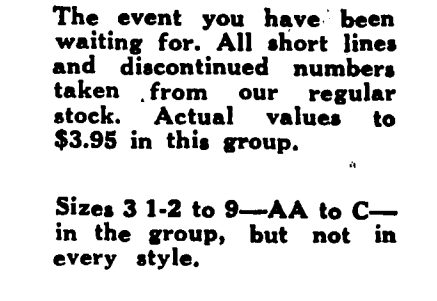 The event you have been
waiting for. All short lines
and discontinued numbers
taken from our regular
stock. Actual values to
$3.95 in this group.
Sizes 3 1-2 to 9—AA to C—
in the group, but not in
every style.